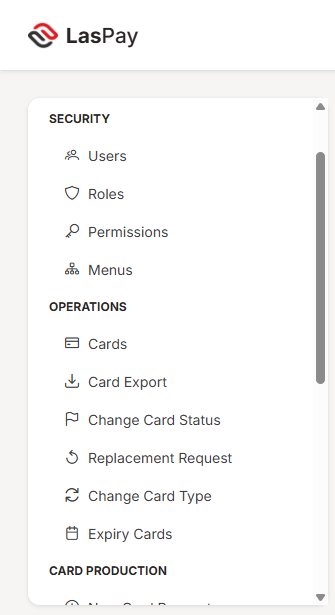 LasPay
SECURITY
Users
Roles
Permissions
Menus
OPERATIONS
Cards
Card Export
Change Card Status
Replacement Request
Change Card Type
Expiry Cards
CARD PRODUCTION